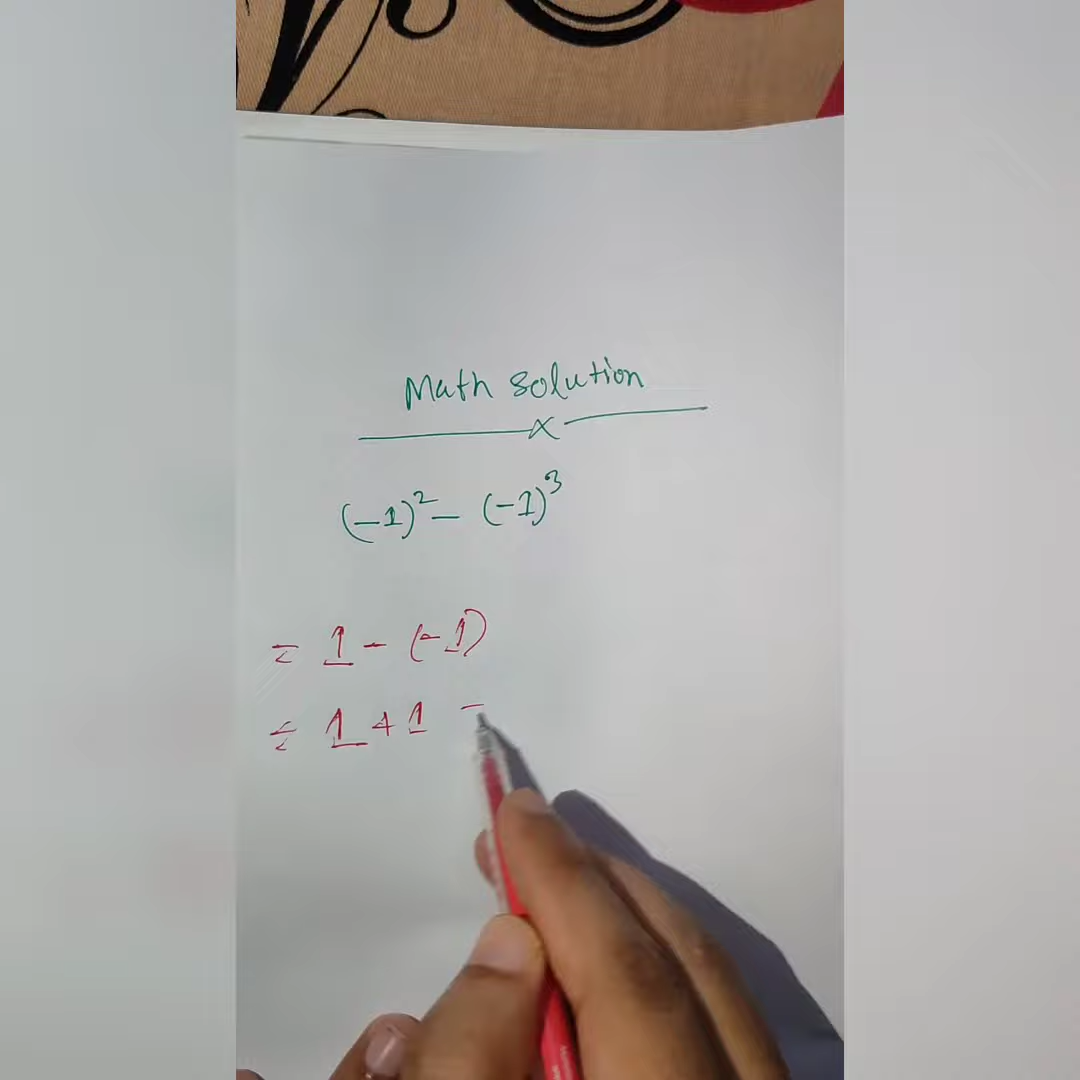 Math solution
x
(-1)² - (-1)³
= 1 - (-1)
= 1 + 1 -